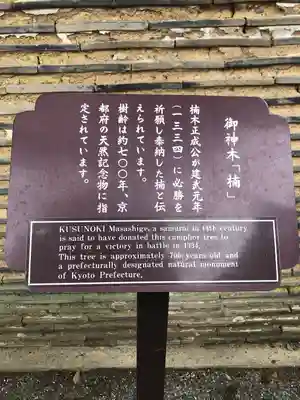 御神木「楠」
楠木正成公が建武元年
（一三三四）に必勝を
祈願し奉納した楠と伝
えられています。
樹齢は約七〇〇年、京
都府の天然記念物に指
定されています。
KUSUNOKI Masashige, a samurai in 14th century
is said to have donated this camphor tree to
pray for a victory in battle in 1334.
This tree is approximately 700 years old and
a prefecturally designated natural monument
of Kyoto Prefecture.